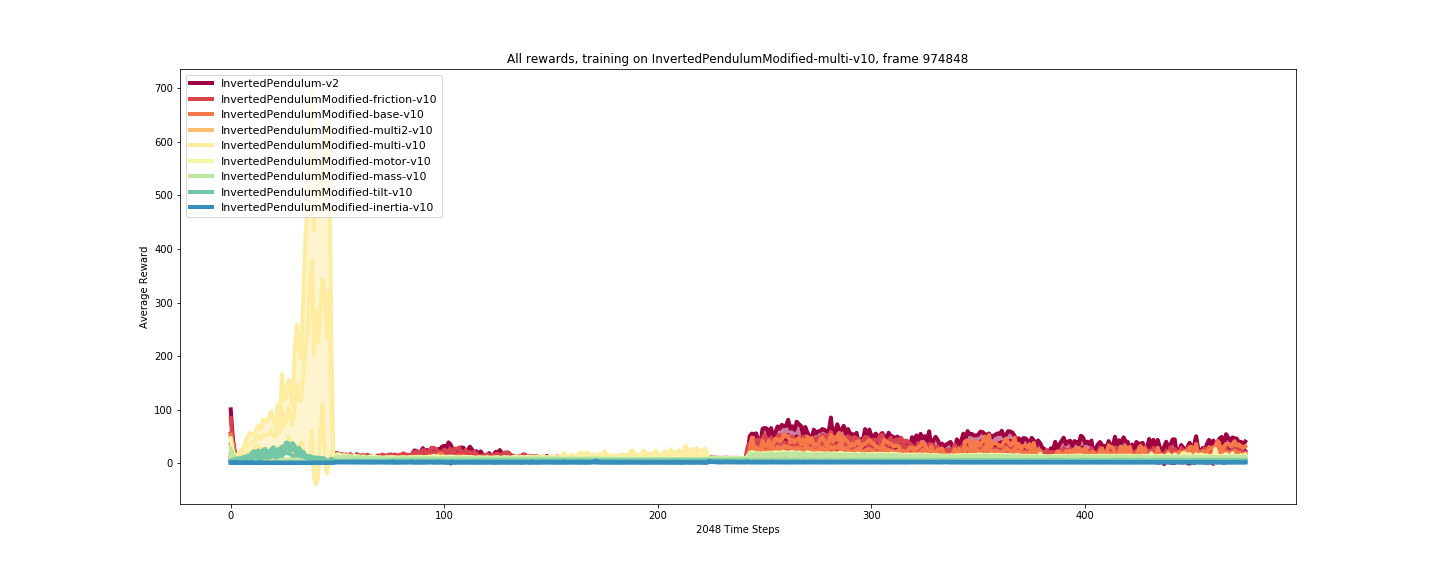 All rewards, training on InvertedPendulumModified-multi-v10, frame 974848
InvertedPendulum-v2
InvertedPendulumModified-friction-v10
InvertedPendulumModified-base-v10
InvertedPendulumModified-multi2-v10
InvertedPendulumModified-multi-v10
InvertedPendulumModified-motor-v10
InvertedPendulumModified-mass-v10
InvertedPendulumModified-tilt-v10
InvertedPendulumModified-inertia-v10
Average Reward
700
600
500
400
300
200
100
0
0 100 200 300 400
2048 Time Steps